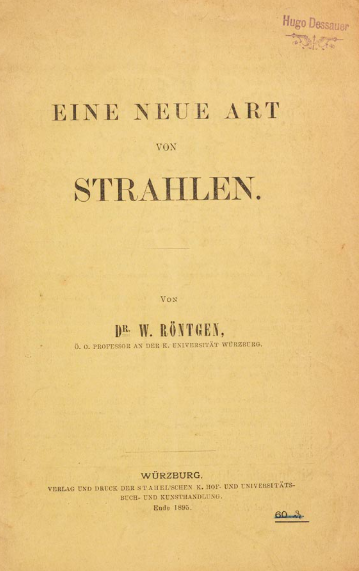 Hugo Dessauer
EINE NEUE ART
VON
STRAHLEN.
VON
DR. W. RÖNTGEN,
Ö. O. PROFESSOR AN DER K. UNIVERSITÄT WÜRZBURG.
WÜRZBURG.
VERLAG UND DRUCK DER STAHEL'SCHEN K. HOF- UND UNIVERSITÄTS-
BUCH- UND KUNSTHANDLUNG.
Ende 1895.
60